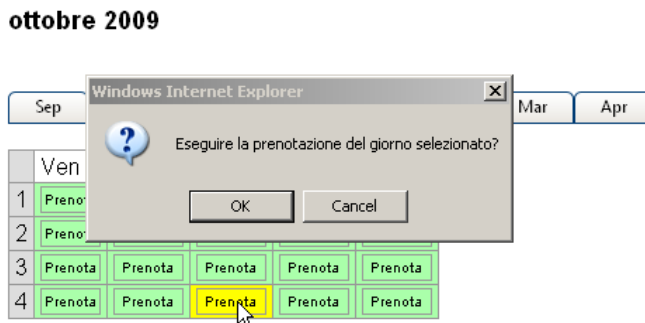 ottobre 2009
Sep
Mar
Apr
Windows Internet Explorer
Eseguire la prenotazione del giorno selezionato?
OK
Cancel
Ven
1
2
3 Prenota Prenota Prenota Prenota Prenota
4 Prenota Prenota Prenota Prenota Prenota